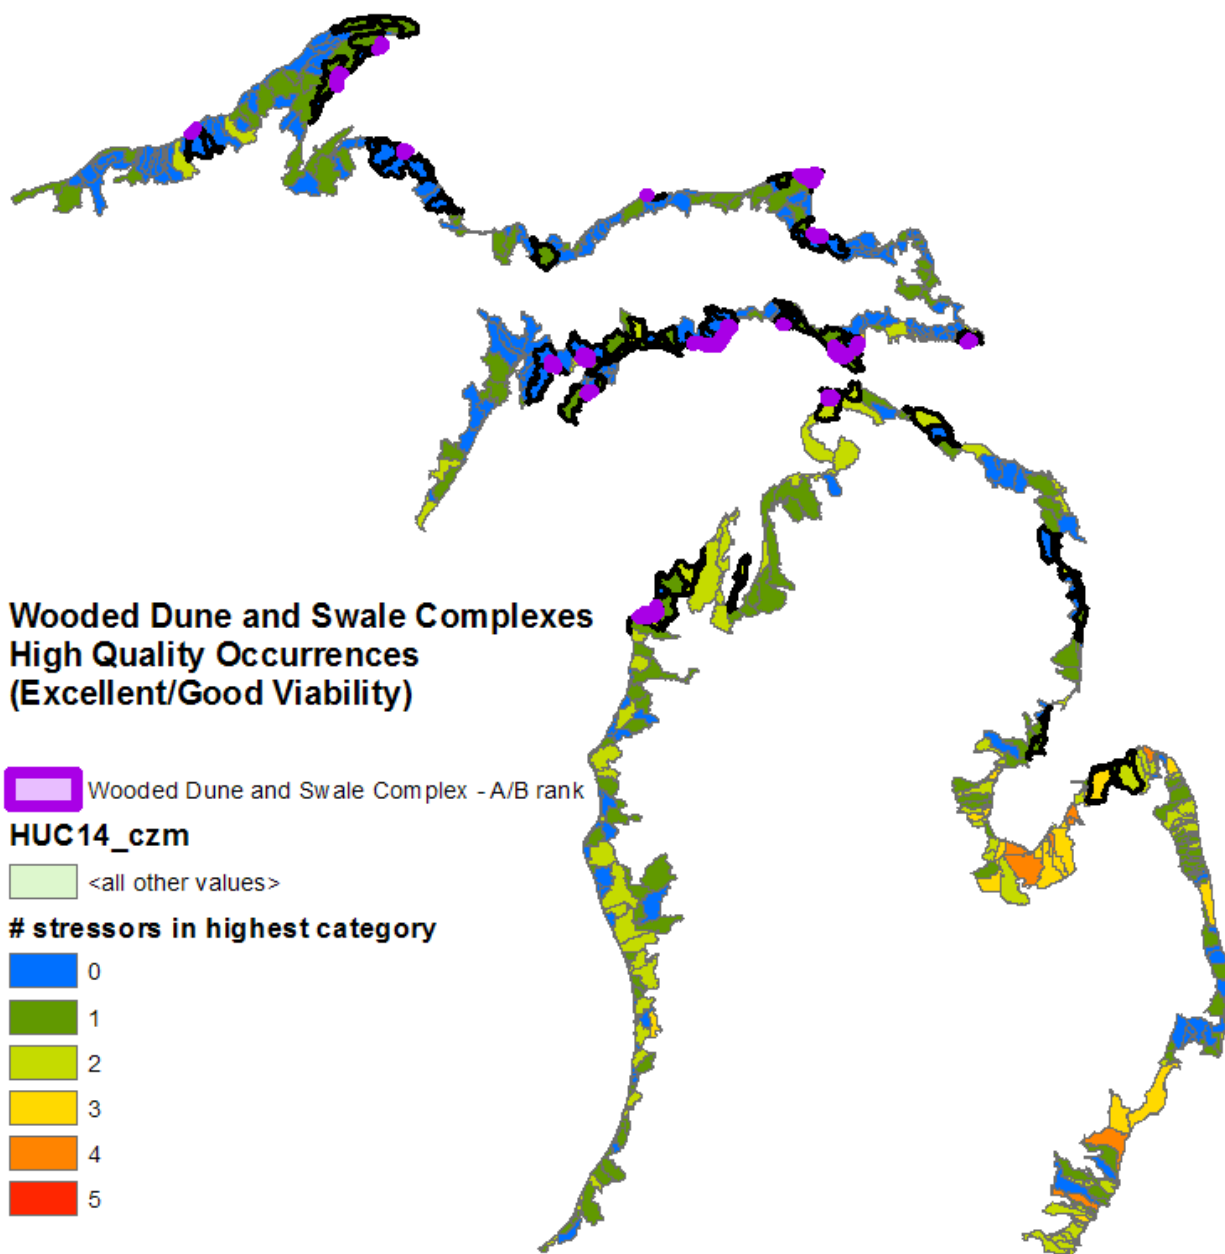 Wooded Dune and Swale Complexes
High Quality Occurrences
(Excellent/Good Viability)
Wooded Dune and Swale Complex - A/B rank
HUC14_czm
<all other values>
# stressors in highest category
0
1
2
3
4
5